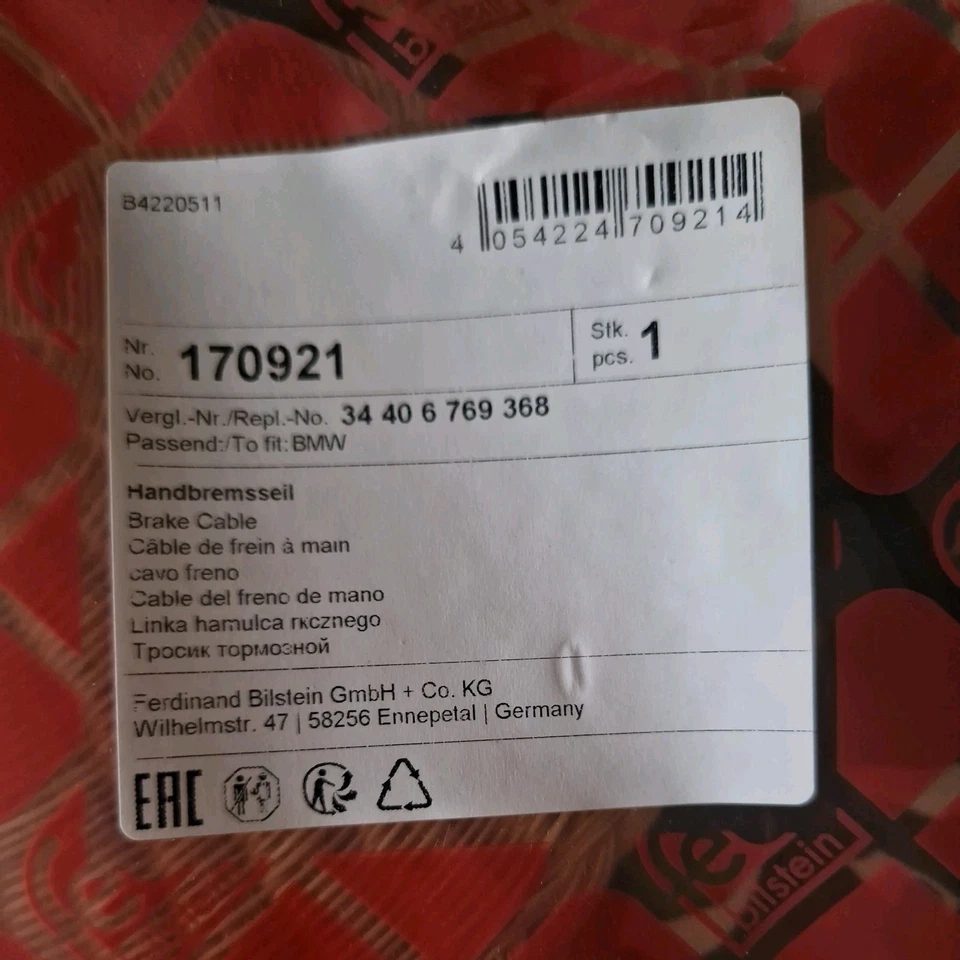 B4220511
4 054224 709214
Nr.
No. 170921
Stk.
pcs. 1
Vergl.-Nr./Repl.-No. 34 40 6 769 368
Passend:/To fit: BMW
Handbremsseil
Brake Cable
Câble de frein à main
cavo freno
Cable del freno de mano
Linka hamulca rкcznego
Тросик тормозной
Ferdinand Bilstein GmbH + Co. KG
Wilhelmstr. 47 | 58256 Ennepetal | Germany
EAC
fe
bilstein